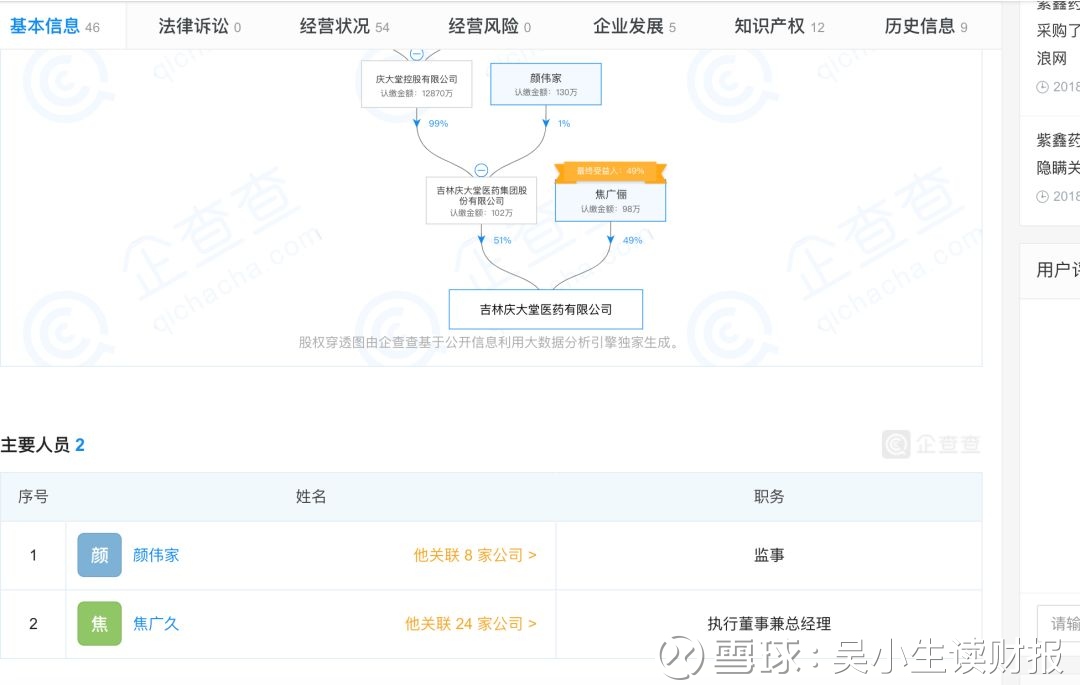 基本信息 46
法律诉讼 0
经营状况 54
经营风险 0
企业发展 5
知识产权 12
历史信息 9
庆大堂控股有限公司
认缴金额：12870万
颜伟家
认缴金额：130万
99%
1%
吉林庆大堂医药集团股
份有限公司
认缴金额：102万
最终受益人：49%
焦广俪
认缴金额：98万
51%
49%
吉林庆大堂医药有限公司
股权穿透图由企查查基于公开信息利用大数据分析引擎独家生成。
企查查
qichacha.com
企查查
qichacha.com
主要人员 2
企查查
序号 姓名 职务
1 颜 颜伟家 他关联 8 家公司 > 监事
2 焦 焦广久 他关联 24 家公司 > 执行董事兼总经理
采购了
浪网
2018
紫鑫药
隐瞒关
2018
用户评
请输
雪球：吴小生读财报